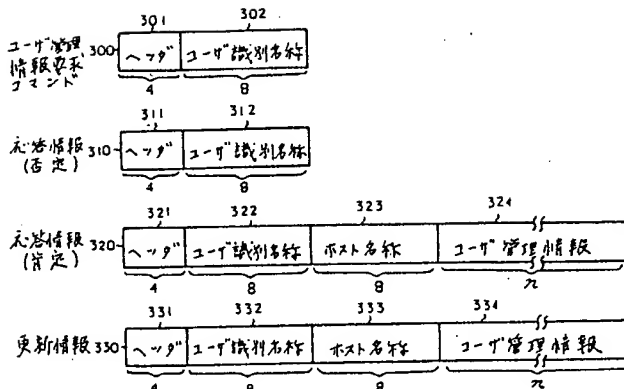 301 302
ユーザ管理
情報要求
コマンド
300 ヘッダ ユーザ識別名称
4 8
311 312
応答情報
(否定)
310 ヘッダ ユーザ識別名称
4 8
321 322 323 324
応答情報
(肯定)
320 ヘッダ ユーザ識別名称 ホスト名称 ユーザ管理情報
4 8 8 n
331 332 333 334
更新情報 330 ヘッダ ユーザ識別名称 ホスト名称 ユーザ管理情報
4 8 8 n